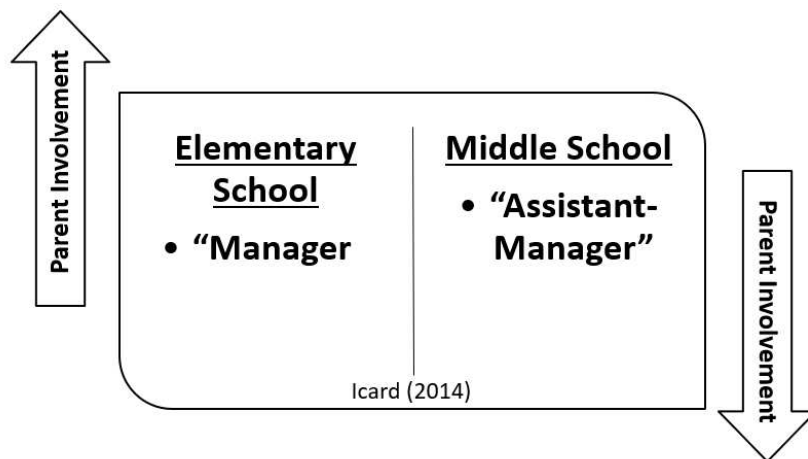 Parent Involvement
Elementary
School
• “Manager
Middle School
• “Assistant-
Manager”
Parent Involvement
Icard (2014)